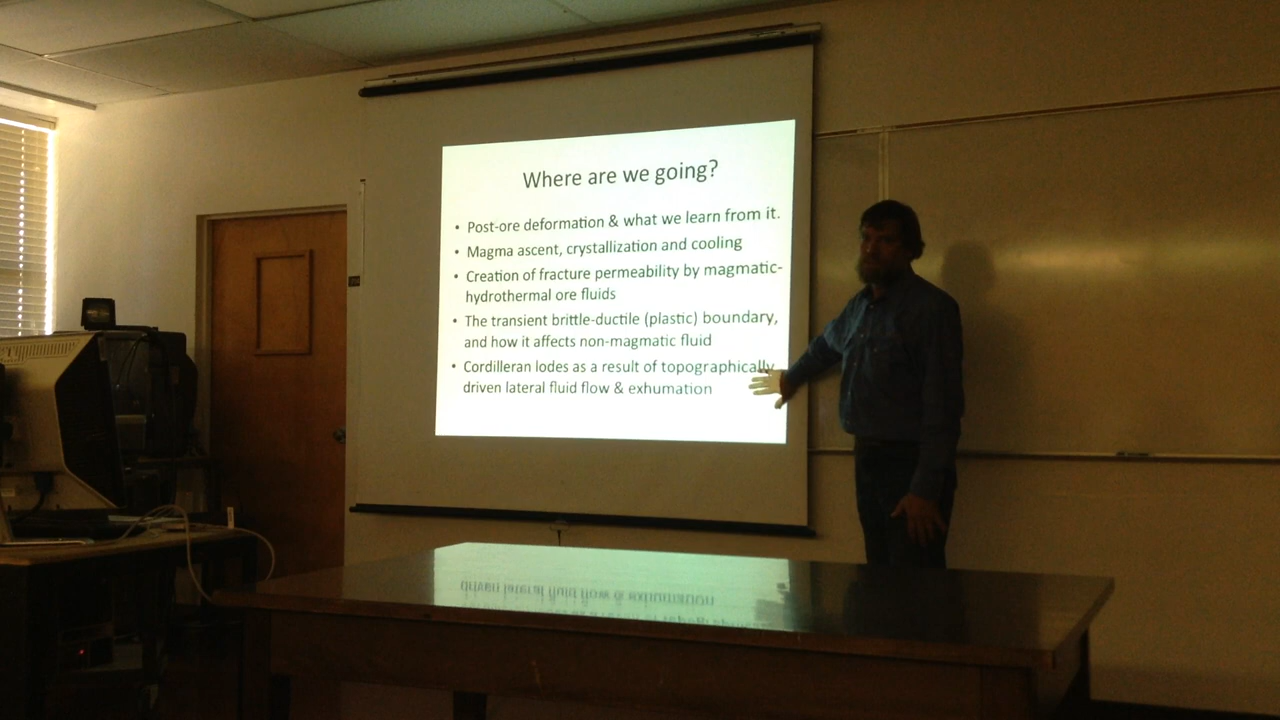 Where are we going?
• Post-ore deformation & what we learn from it.
• Magma ascent, crystallization and cooling
• Creation of fracture permeability by magmatic-
hydrothermal ore fluids
• The transient brittle-ductile (plastic) boundary,
and how it affects non-magmatic fluid
• Cordilleran lodes as a result of topographically
driven lateral fluid flow & exhumation